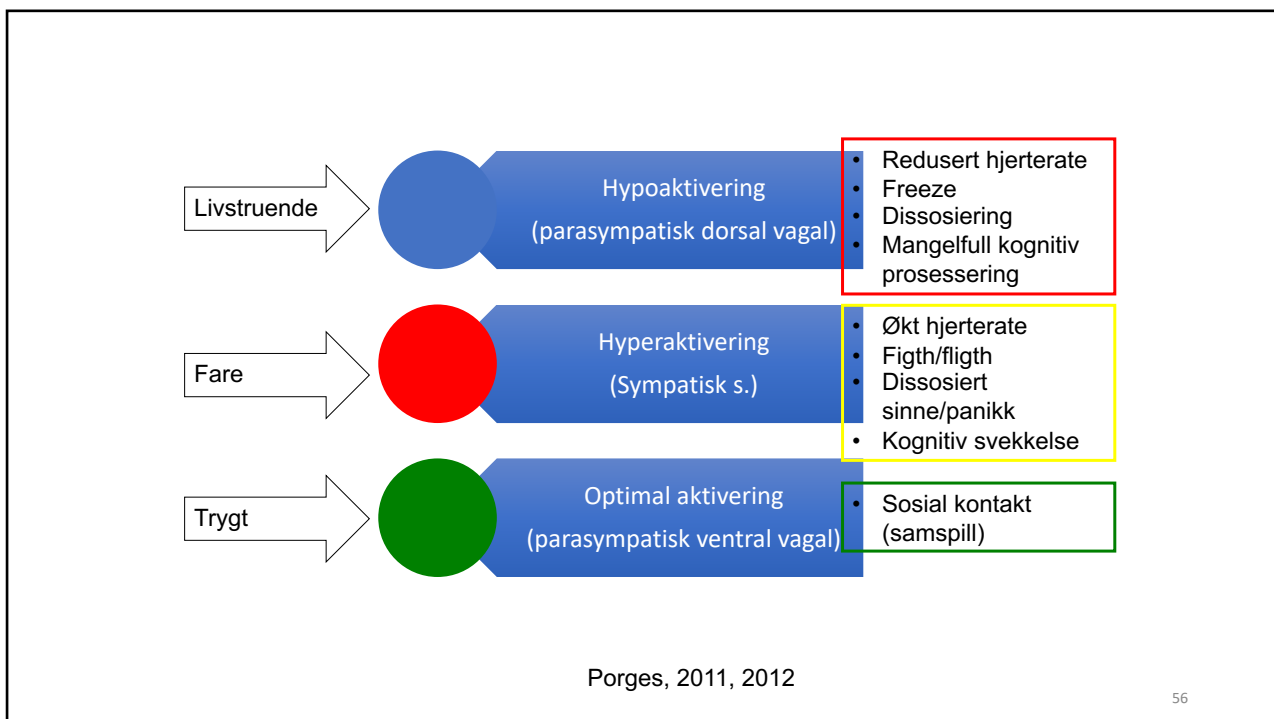 Livstruende
Hypoaktivering
(parasympatisk dorsal vagal)
• Redusert hjerterate
• Freeze
• Dissosiering
• Mangelfull kognitiv
prosessering
Fare
Hyperaktivering
(Sympatisk s.)
• Økt hjerterate
• Figth/fligth
• Dissosiert
sinne/panikk
• Kognitiv svekkelse
Trygt
Optimal aktivering
(parasympatisk ventral vagal)
• Sosial kontakt
(samspill)
Porges, 2011, 2012
56